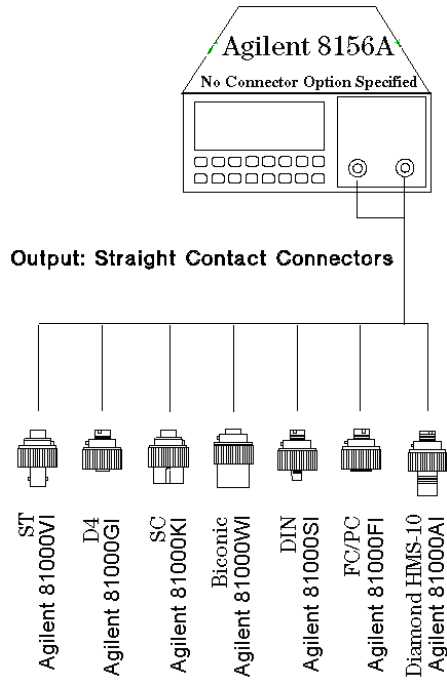 Agilent 8156A
No Connector Option Specified
Output: Straight Contact Connectors
ST
Agilent 81000VI
D4
Agilent 81000GI
SC
Agilent 81000KI
Biconic
Agilent 81000WI
DIN
Agilent 81000SI
FC/PC
Agilent 81000FI
Diamond HMS-10
Agilent 81000AI